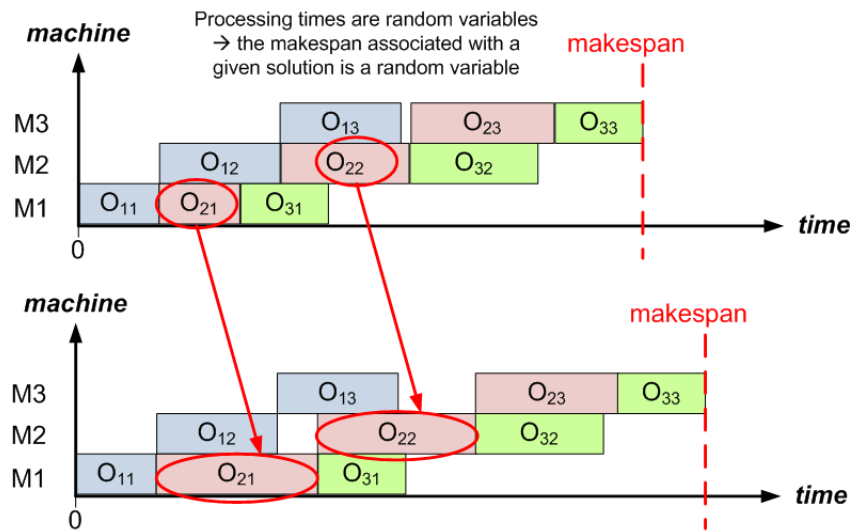 Processing times are random variables
→ the makespan associated with a
given solution is a random variable
machine
makespan
M3
O13
O23
O33
M2
O12
O22
O32
M1
O11
O21
O31
0
time
machine
makespan
M3
O13
O23
O33
M2
O12
O22
O32
M1
O11
O21
O31
0
time